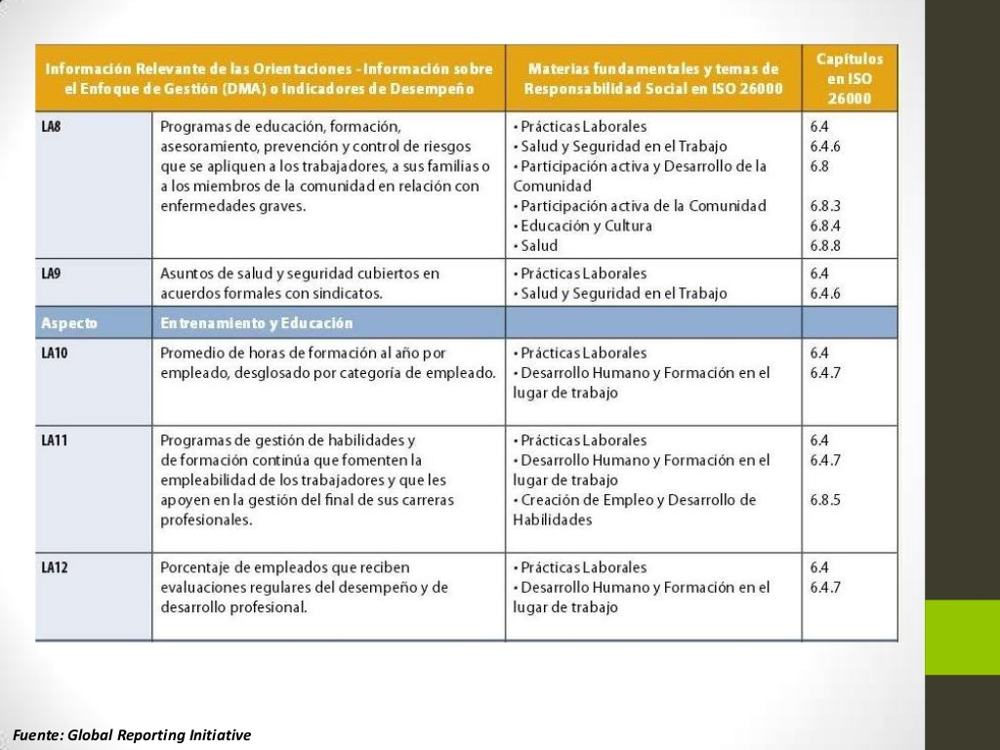 Información Relevante de las Orientaciones - Información sobre
el Enfoque de Gestión (DMA) o Indicadores de Desempeño
Materias fundamentales y temas de
Responsabilidad Social en ISO 26000
Capítulos
en ISO
26000
LA8
Programas de educación, formación,
asesoramiento, prevención y control de riesgos
que se apliquen a los trabajadores, a sus familias o
a los miembros de la comunidad en relación con
enfermedades graves.
• Prácticas Laborales
• Salud y Seguridad en el Trabajo
• Participación activa y Desarrollo de la
Comunidad
• Participación activa de la Comunidad
• Educación y Cultura
• Salud
6.4
6.4.6
6.8
6.8.3
6.8.4
6.8.8
LA9
Asuntos de salud y seguridad cubiertos en
acuerdos formales con sindicatos.
• Prácticas Laborales
• Salud y Seguridad en el Trabajo
6.4
6.4.6
Aspecto
Entrenamiento y Educación
LA10
Promedio de horas de formación al año por
empleado, desglosado por categoría de empleado.
• Prácticas Laborales
• Desarrollo Humano y Formación en el
lugar de trabajo
6.4
6.4.7
LA11
Programas de gestión de habilidades y
de formación continúa que fomenten la
empleabilidad de los trabajadores y que les
apoyen en la gestión del final de sus carreras
profesionales.
• Prácticas Laborales
• Desarrollo Humano y Formación en el
lugar de trabajo
• Creación de Empleo y Desarrollo de
Habilidades
6.4
6.4.7
6.8.5
LA12
Porcentaje de empleados que reciben
evaluaciones regulares del desempeño y de
desarrollo profesional.
• Prácticas Laborales
• Desarrollo Humano y Formación en el
lugar de trabajo
6.4
6.4.7
Fuente: Global Reporting Initiative